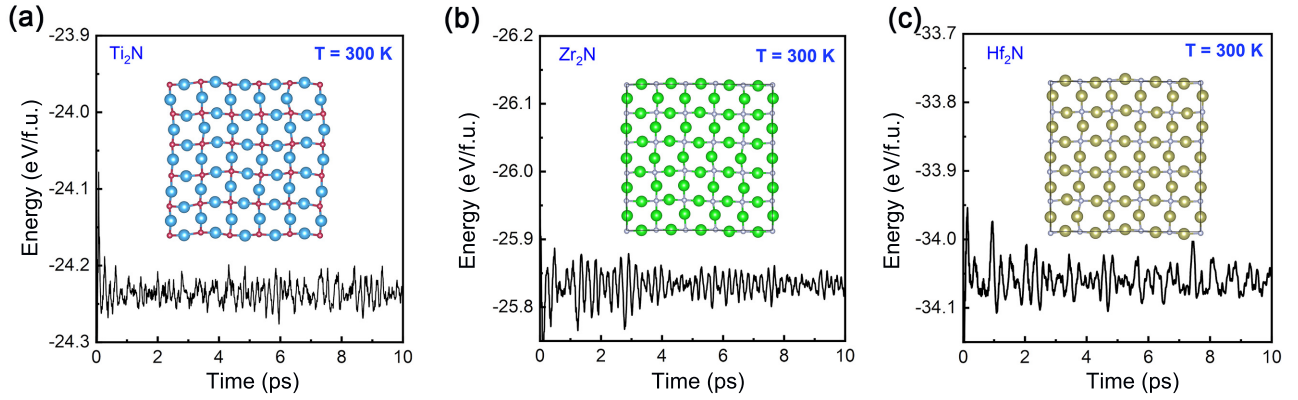 (a)
Ti2N
T = 300 K
-23.9
-24.0
-24.1
-24.2
-24.3
Energy (eV/f.u.)
0 2 4 6 8 10
Time (ps)
(b)
Zr2N
T = 300 K
-26.2
-26.1
-26.0
-25.9
-25.8
Energy (eV/f.u.)
0 2 4 6 8 10
Time (ps)
(c)
Hf2N
T = 300 K
-33.7
-33.8
-33.9
-34.0
-34.1
Energy (eV/f.u.)
0 2 4 6 8 10
Time (ps)